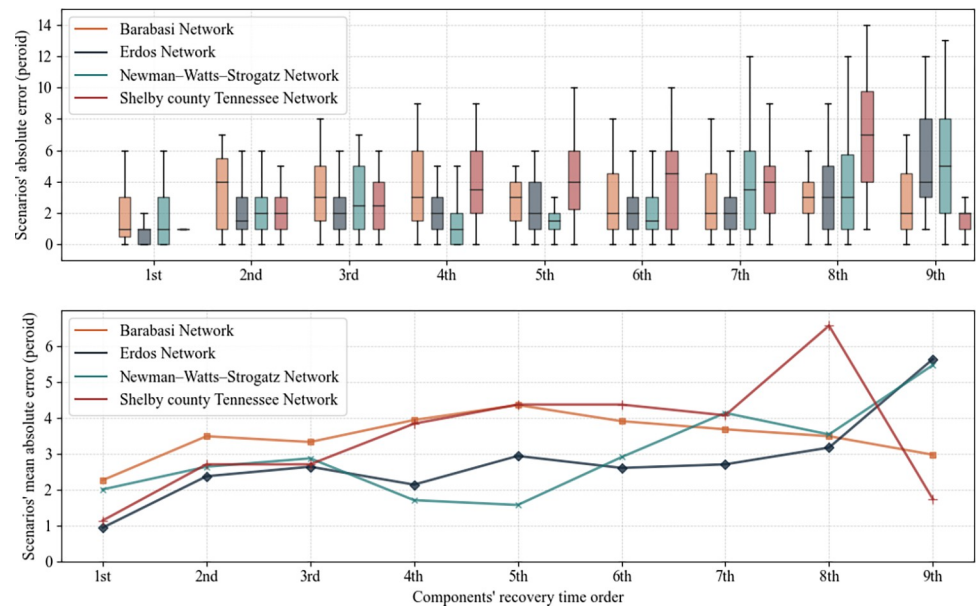 Scenarios' absolute error (peroid)
14
12
10
8
6
4
2
0
Barabasi Network
Erdos Network
Newman–Watts–Strogatz Network
Shelby county Tennessee Network
1st 2nd 3rd 4th 5th 6th 7th 8th 9th
Scenarios' mean absolute error (peroid)
6
5
4
3
2
1
0
Barabasi Network
Erdos Network
Newman–Watts–Strogatz Network
Shelby county Tennessee Network
1st 2nd 3rd 4th 5th 6th 7th 8th 9th
Components' recovery time order